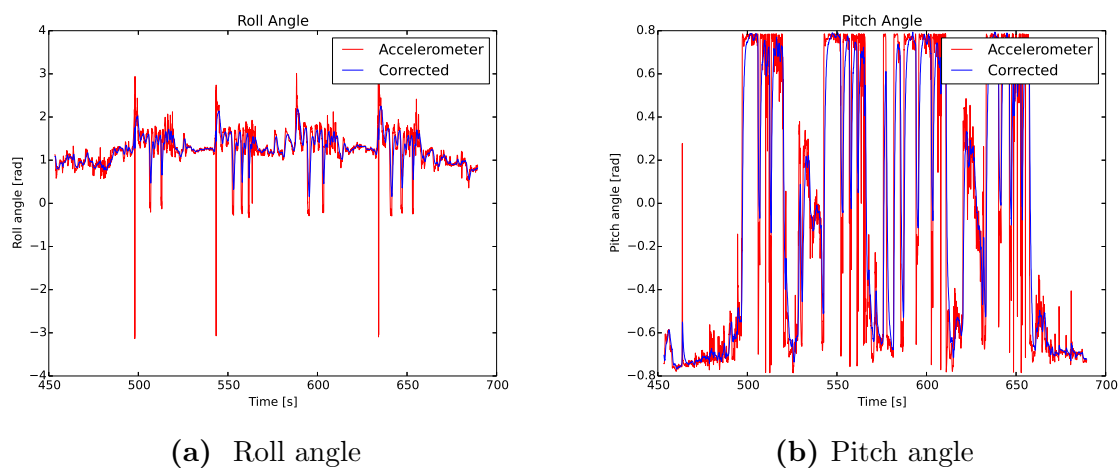 Roll Angle
4
3
2
1
0
−1
−2
−3
−4
Roll angle [rad]
450 500 550 600 650 700
Time [s]
Accelerometer
Corrected
(a) Roll angle
Pitch Angle
0.8
0.6
0.4
0.2
0.0
−0.2
−0.4
−0.6
−0.8
Pitch angle [rad]
450 500 550 600 650 700
Time [s]
Accelerometer
Corrected
(b) Pitch angle